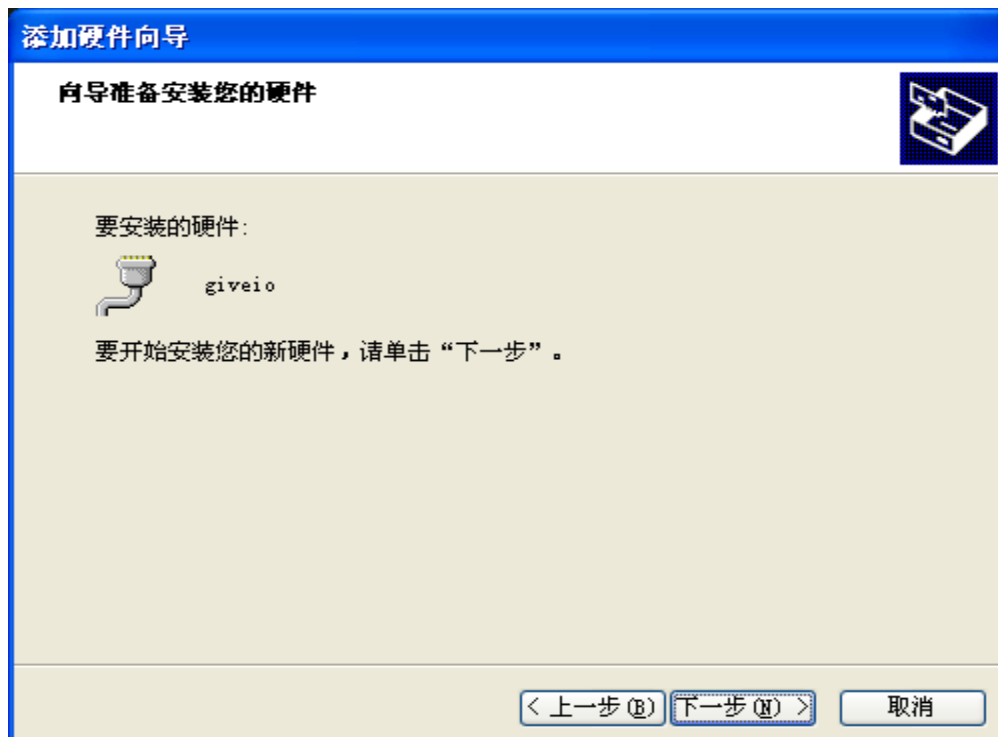 添加硬件向导
向导准备安装您的硬件
要安装的硬件:
giveio
要开始安装您的新硬件，请单击“下一步”。
< 上一步(B) 下一步(N) > 取消